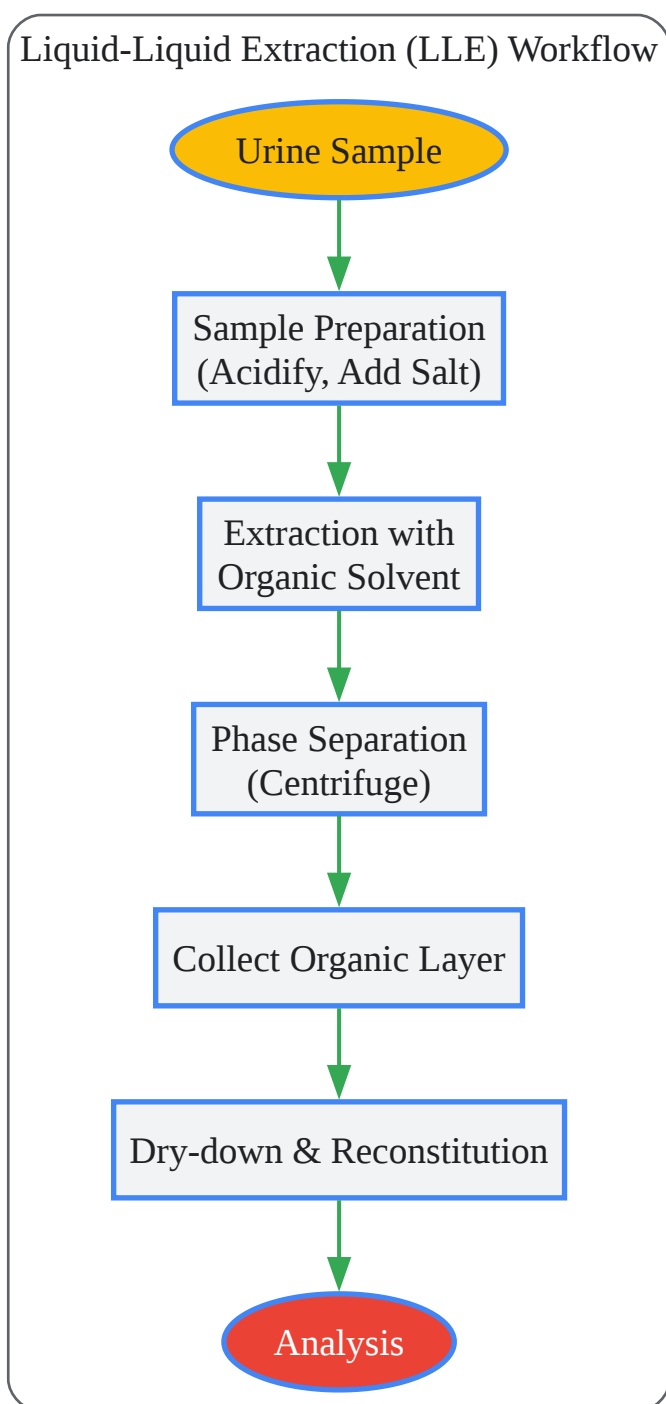 Liquid-Liquid Extraction (LLE) Workflow
Urine Sample
Sample Preparation
(Acidify, Add Salt)
Extraction with
Organic Solvent
Phase Separation
(Centrifuge)
Collect Organic Layer
Dry-down & Reconstitution
Analysis